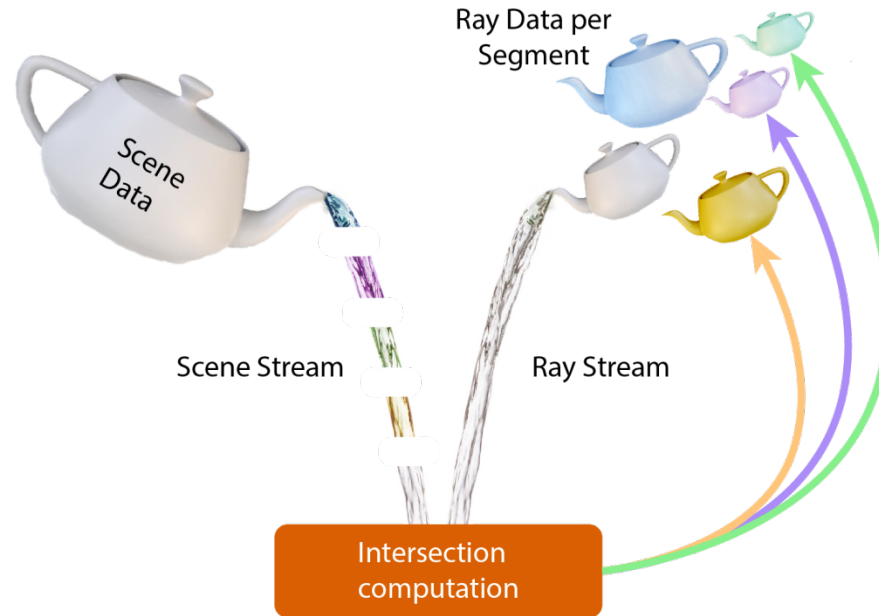 Ray Data per
Segment
Scene
Data
Scene Stream
Ray Stream
Intersection
computation